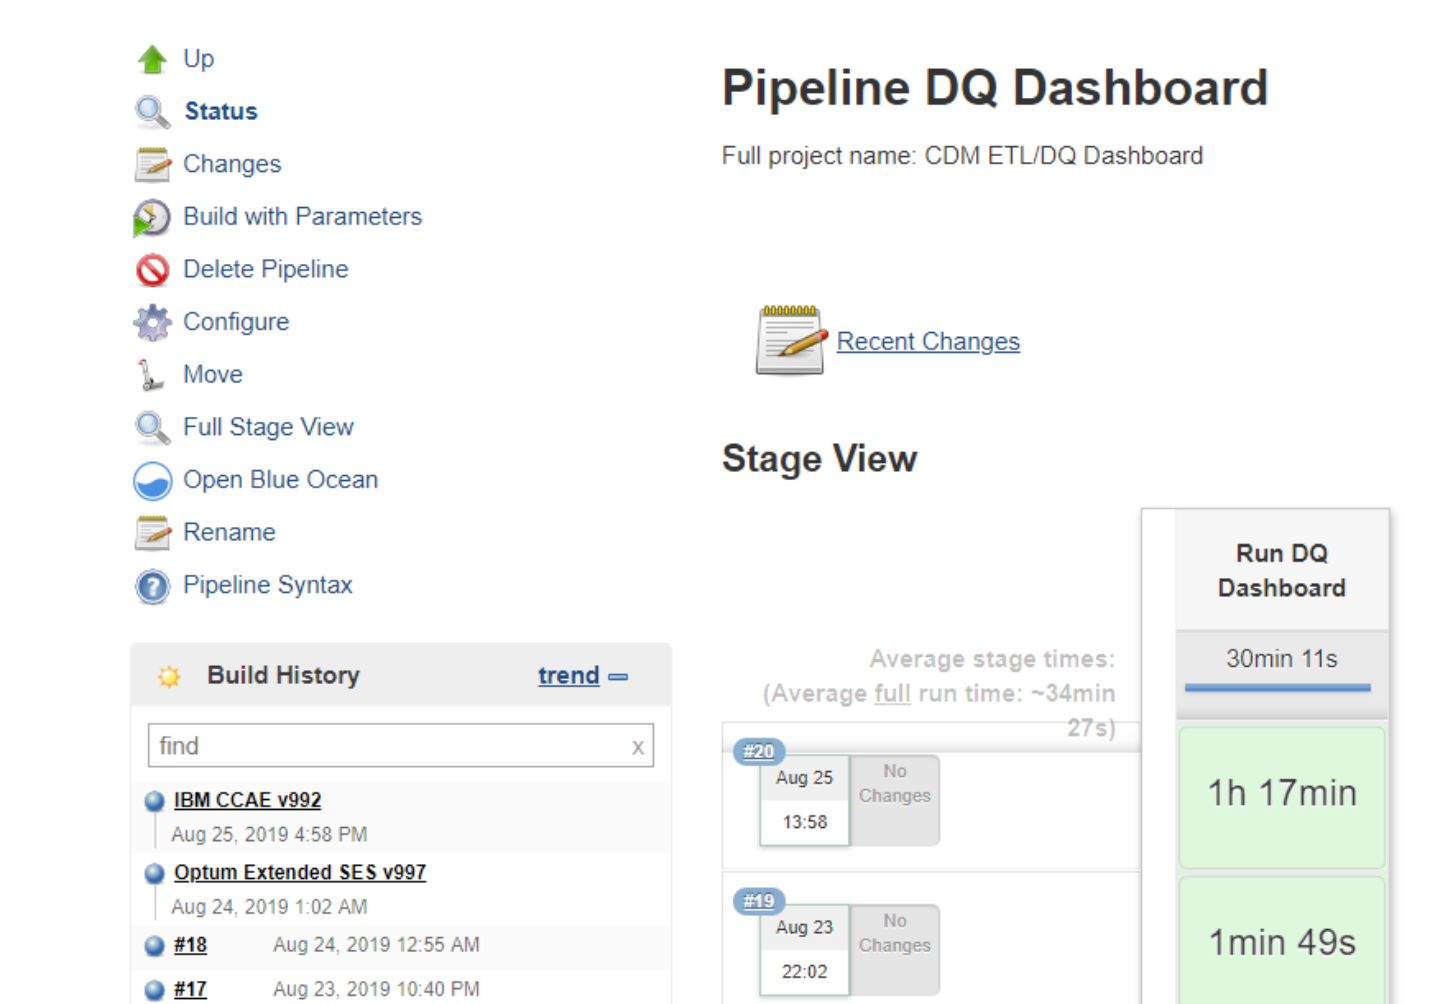 Up
Status
Changes
Build with Parameters
Delete Pipeline
Configure
Move
Full Stage View
Open Blue Ocean
Rename
Pipeline Syntax
Build History trend
find x
IBM CCAE v992
Aug 25, 2019 4:58 PM
Optum Extended SES v997
Aug 24, 2019 1:02 AM
#18 Aug 24, 2019 12:55 AM
#17 Aug 23, 2019 10:40 PM
Pipeline DQ Dashboard
Full project name: CDM ETL/DQ Dashboard
Recent Changes
Stage View
Run DQ
Dashboard
Average stage times:
(Average full run time: ~34min
27s)
30min 11s
#20
Aug 25
13:58
No
Changes
1h 17min
#19
Aug 23
22:02
No
Changes
1min 49s